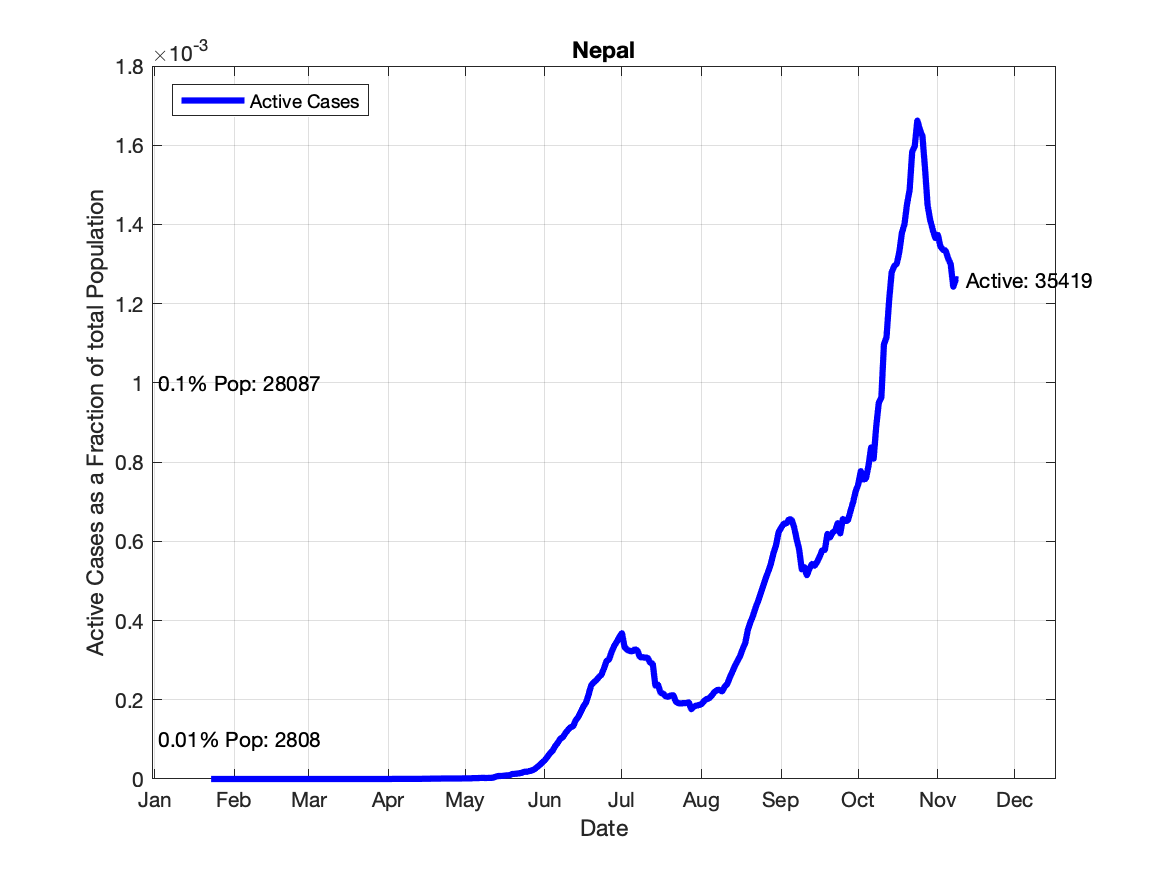 Nepal
×10-3
1.8
1.6
1.4
1.2
1
0.8
0.6
0.4
0.2
0
Active Cases as a Fraction of total Population
Active Cases
Active: 35419
0.1% Pop: 28087
0.01% Pop: 2808
Jan Feb Mar Apr May Jun Jul Aug Sep Oct Nov Dec
Date